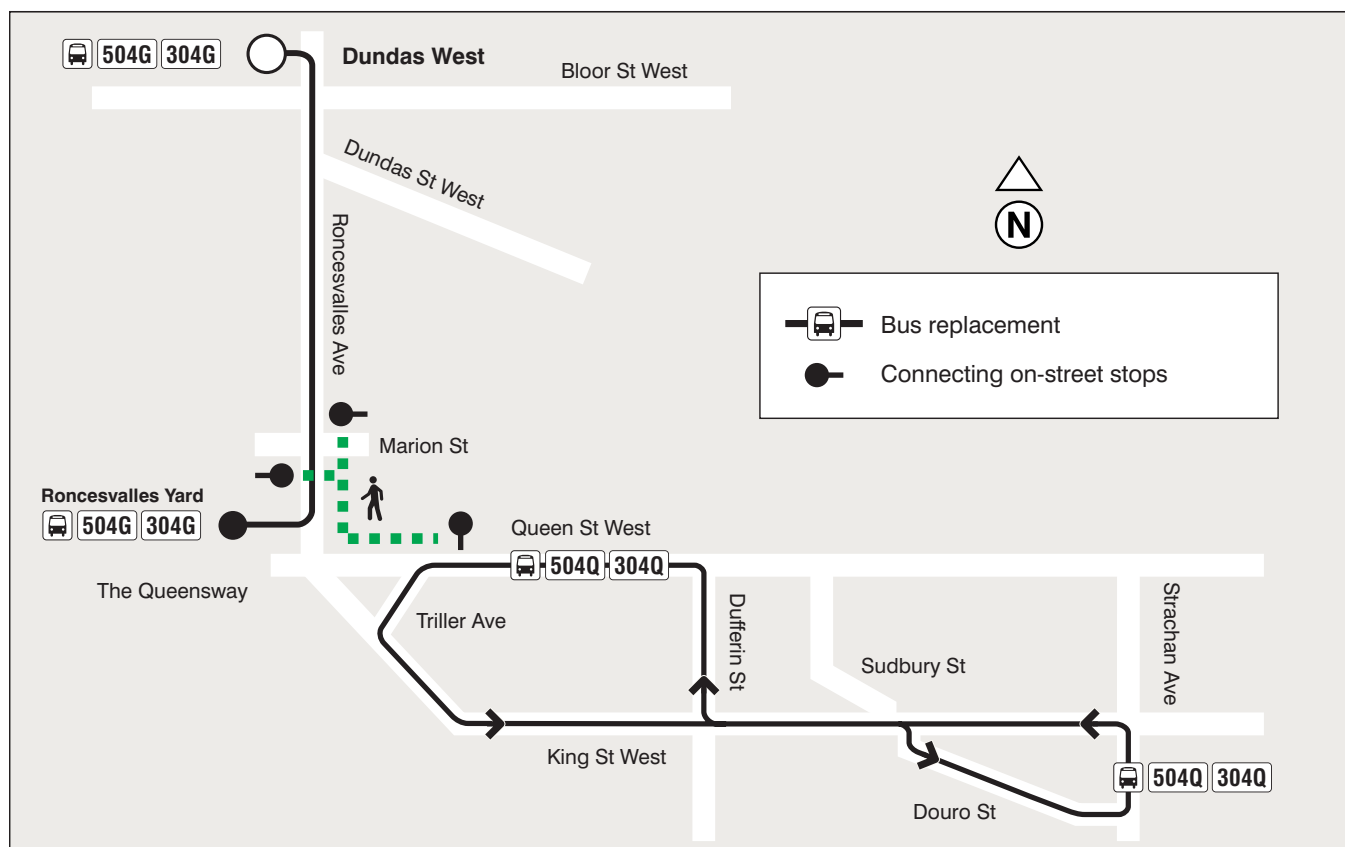 504G 304G
Dundas West
Bloor St West
Dundas St West
Roncesvalles Ave
N
Bus replacement
Connecting on-street stops
Marion St
Roncesvalles Yard
504G 304G
Queen St West
504Q 304Q
The Queensway
Triller Ave
Dufferin St
Sudbury St
Strachan Ave
King St West
504Q 304Q
Douro St